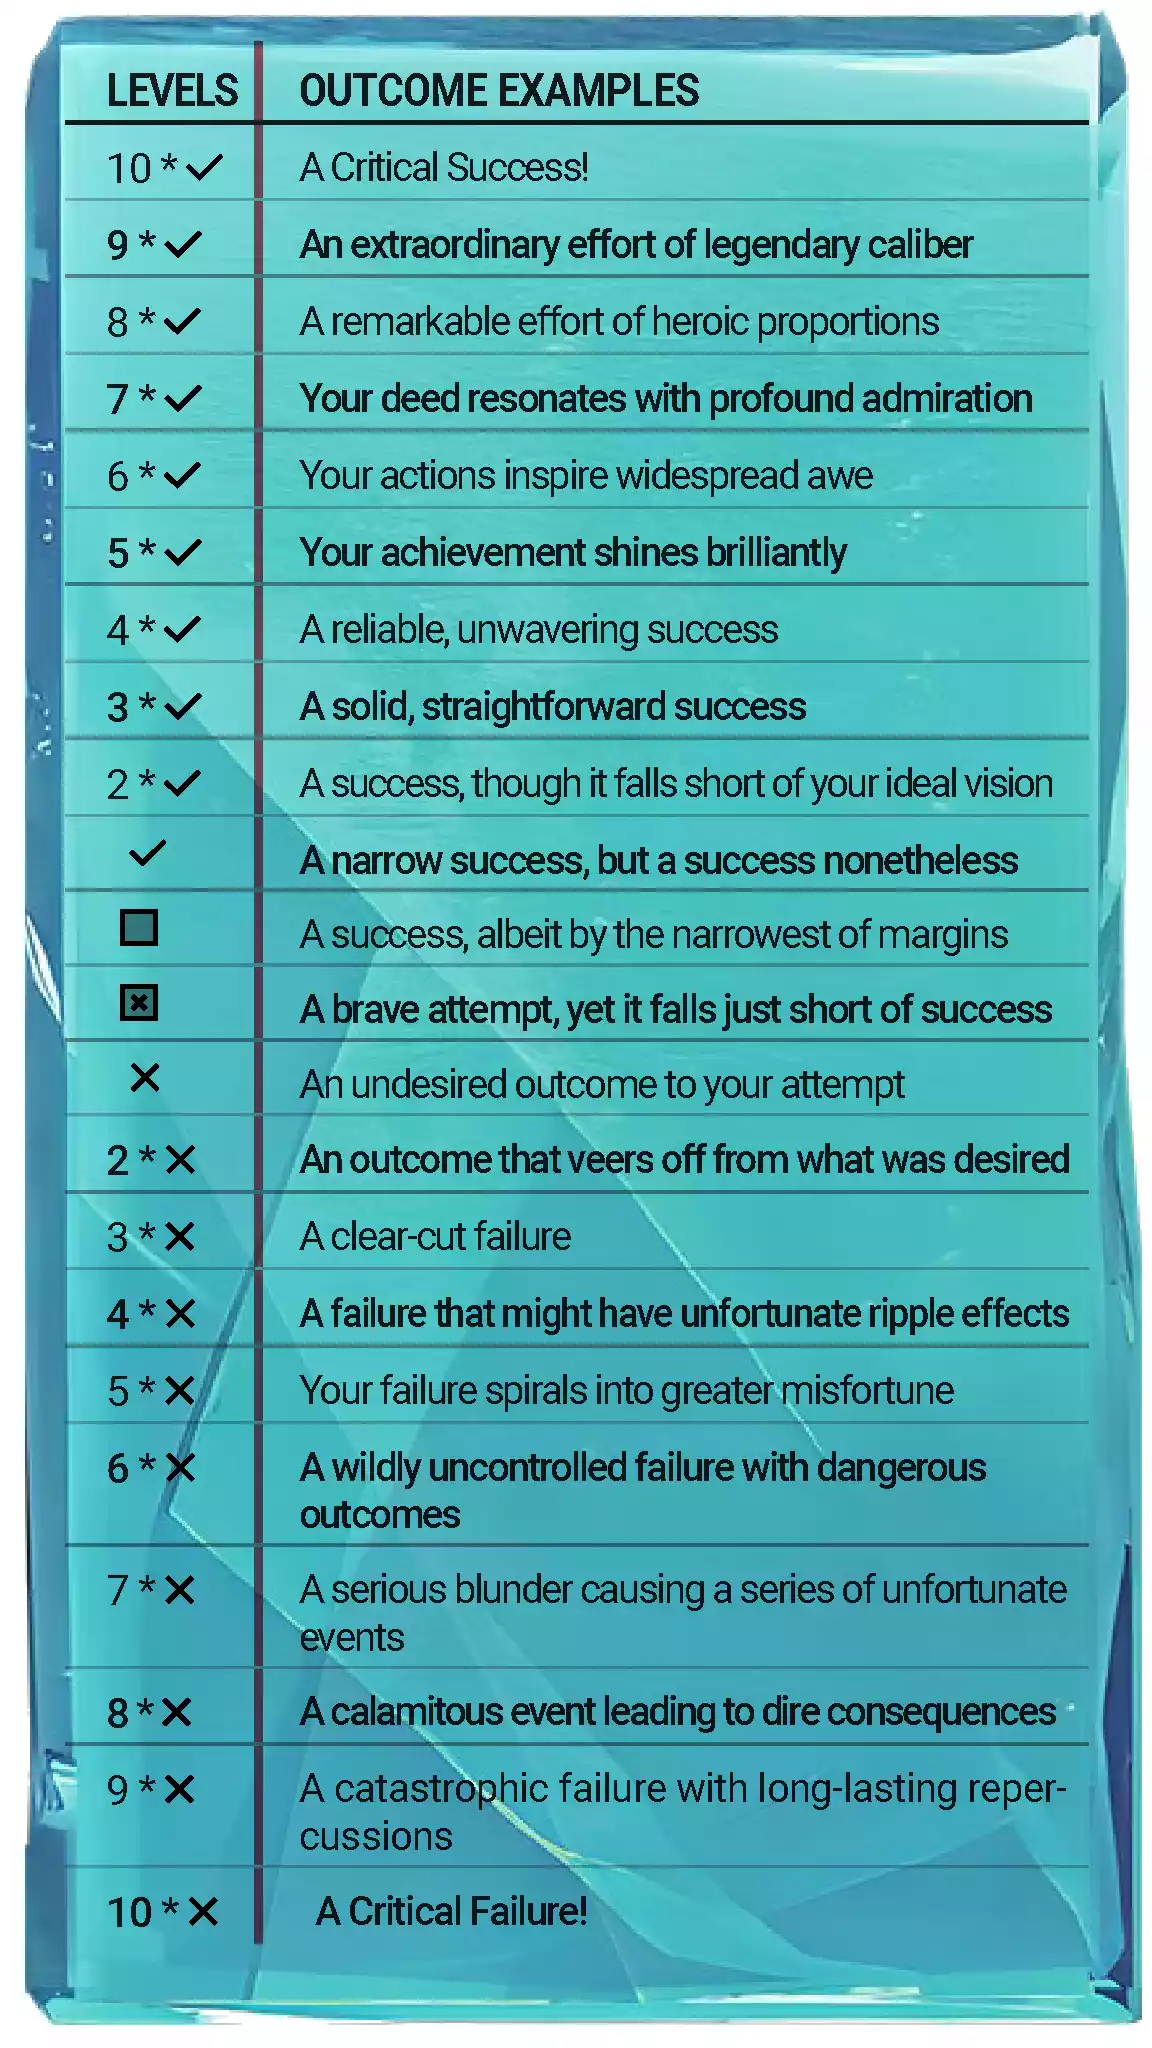 LEVELS OUTCOME EXAMPLES
10 * ✓ A Critical Success!
9 * ✓ An extraordinary effort of legendary caliber
8 * ✓ A remarkable effort of heroic proportions
7 * ✓ Your deed resonates with profound admiration
6 * ✓ Your actions inspire widespread awe
5 * ✓ Your achievement shines brilliantly
4 * ✓ A reliable, unwavering success
3 * ✓ A solid, straightforward success
2 * ✓ A success, though it falls short of your ideal vision
✓ A narrow success, but a success nonetheless
☐ A success, albeit by the narrowest of margins
☒ A brave attempt, yet it falls just short of success
✕ An undesired outcome to your attempt
2 * ✕ An outcome that veers off from what was desired
3 * ✕ A clear-cut failure
4 * ✕ A failure that might have unfortunate ripple effects
5 * ✕ Your failure spirals into greater misfortune
6 * ✕ A wildly uncontrolled failure with dangerous
outcomes
7 * ✕ A serious blunder causing a series of unfortunate
events
8 * ✕ A calamitous event leading to dire consequences
9 * ✕ A catastrophic failure with long-lasting reper-
cussions
10 * ✕ A Critical Failure!